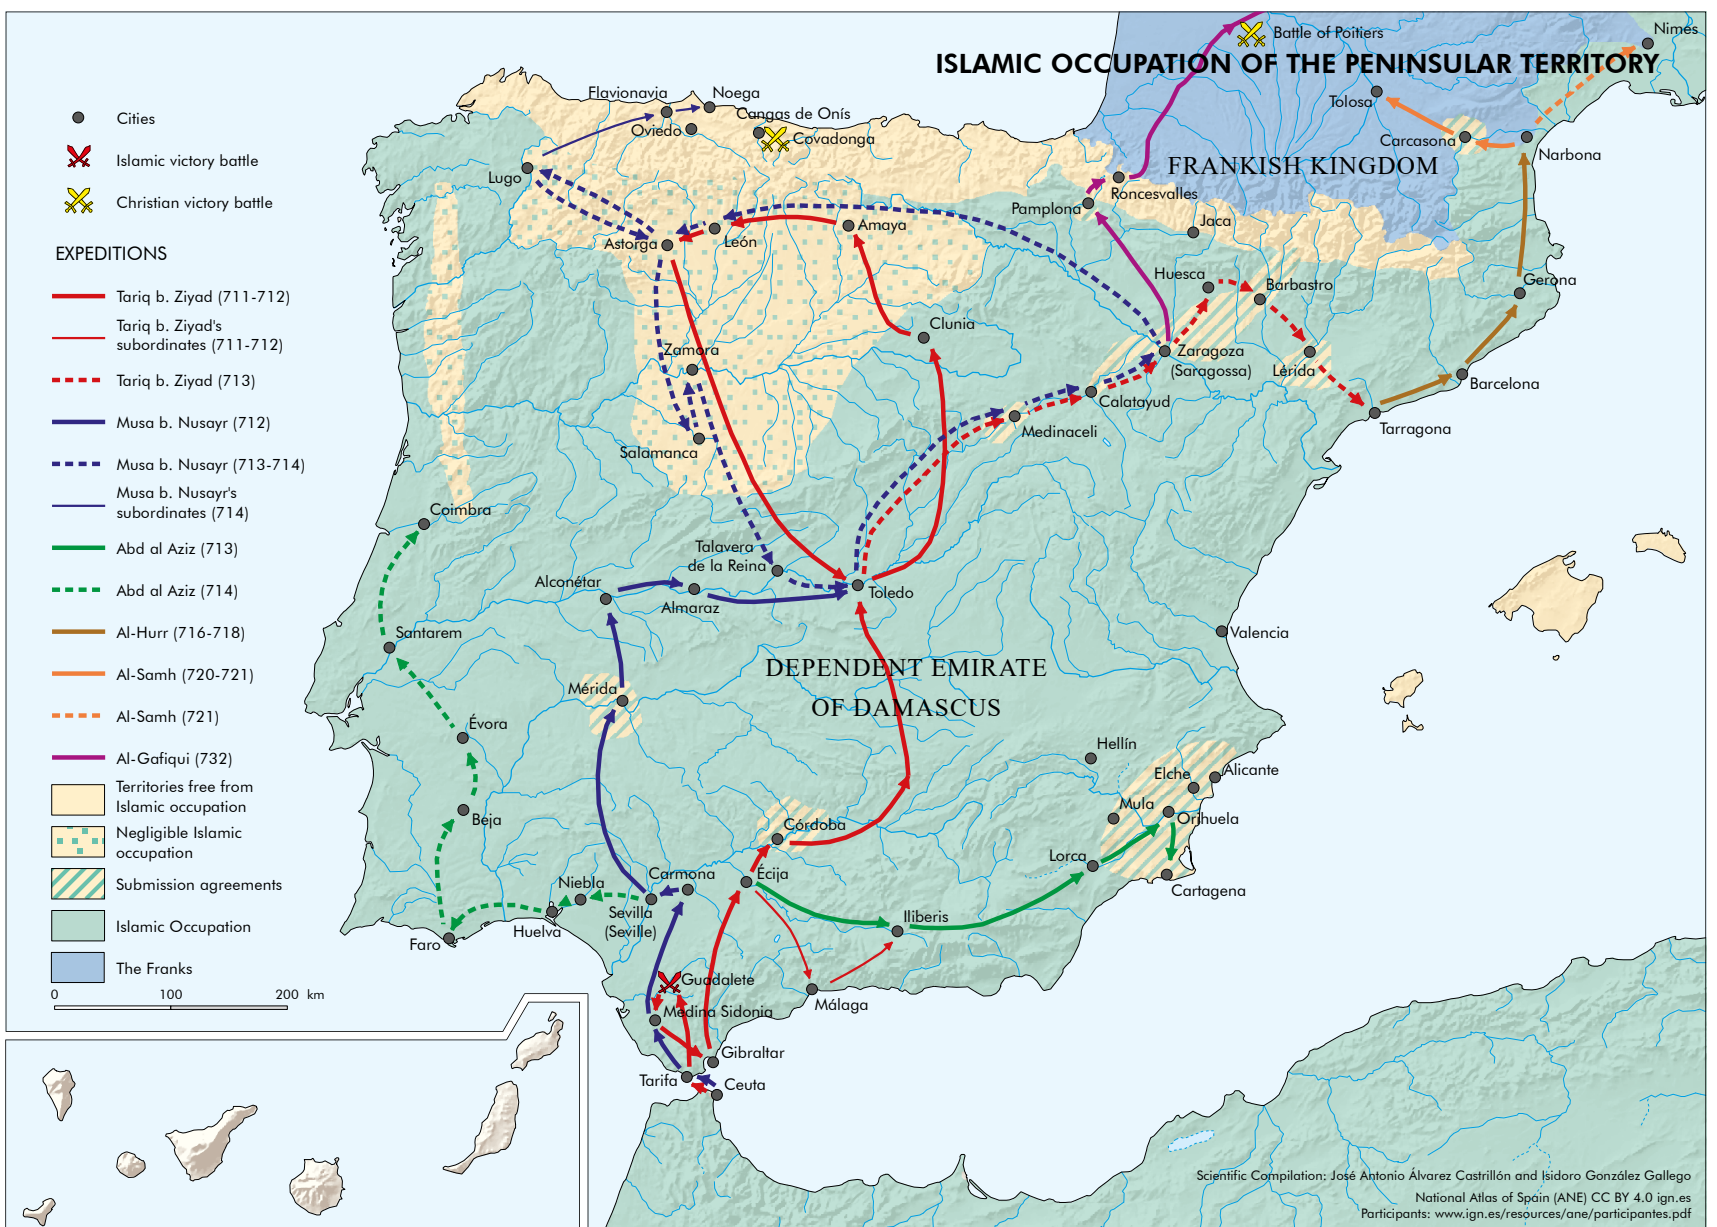 ISLAMIC OCCUPATION OF THE PENINSULAR TERRITORY
Cities
Islamic victory battle
Christian victory battle
EXPEDITIONS
Tariq b. Ziyad (711-712)
Tariq b. Ziyad's
subordinates (711-712)
Tariq b. Ziyad (713)
Musa b. Nusayr (712)
Musa b. Nusayr (713-714)
Musa b. Nusayr's
subordinates (714)
Abd al Aziz (713)
Abd al Aziz (714)
Al-Hurr (716-718)
Al-Samh (720-721)
Al-Samh (721)
Al-Gafiqui (732)
Territories free from
Islamic occupation
Negligible Islamic
occupation
Submission agreements
Islamic Occupation
The Franks
0 100 200 km
Battle of Poitiers
Nimes
Tolosa
Carcasona
Narbona
FRANKISH KINGDOM
Flavionavia
Noega
Cangas de Onís
Oviedo
Covadonga
Lugo
Roncesvalles
Pamplona
Jaca
Astorga
León
Amaya
Huesca
Barbastro
Gerona
Clunia
Zamora
Zaragoza
(Saragossa)
Lérida
Barcelona
Calatayud
Tarragona
Medinaceli
Salamanca
Coimbra
Talavera
de la Reina
Alconétar
Almaraz
Toledo
Santarem
Valencia
DEPENDENT EMIRATE
OF DAMASCUS
Mérida
Évora
Hellín
Elche
Alicante
Mula
Orihuela
Beja
Córdoba
Lorca
Cartagena
Écija
Carmona
Niebla
Sevilla
(Seville)
Huelva
Faro
Iliberis
Guadalete
Málaga
Medina Sidonia
Gibraltar
Tarifa
Ceuta
Scientific Compilation: José Antonio Álvarez Castrillón and Isidoro González Gallego
National Atlas of Spain (ANE) CC BY 4.0 ign.es
Participants: www.ign.es/resources/ane/participantes.pdf